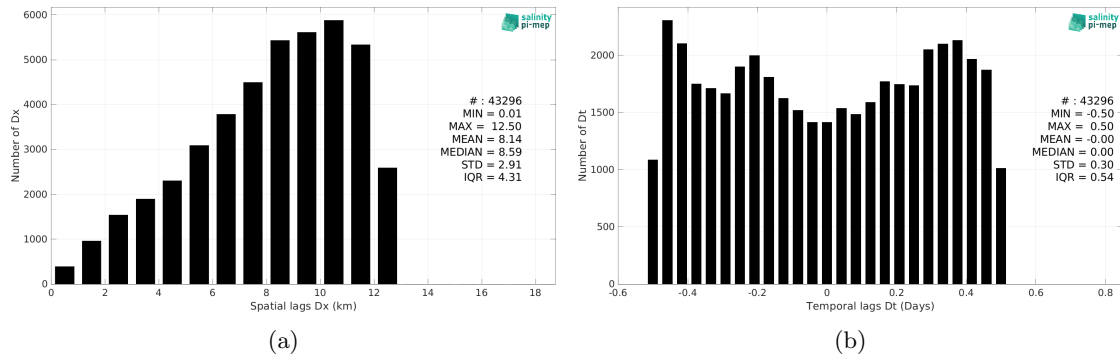 6000
5000
4000
3000
2000
1000
0
Number of Dx
salinity
pi-mep
# : 43296
MIN = 0.01
MAX = 12.50
MEAN = 8.14
MEDIAN = 8.59
STD = 2.91
IQR = 4.31
0 2 4 6 8 10 12 14 16 18
Spatial lags Dx (km)
(a)
2000
1500
1000
500
0
Number of Dt
salinity
pi-mep
# : 43296
MIN = -0.50
MAX = 0.50
MEAN = -0.00
MEDIAN = 0.00
STD = 0.30
IQR = 0.54
-0.6 -0.4 -0.2 0 0.2 0.4 0.6 0.8
Temporal lags Dt (Days)
(b)